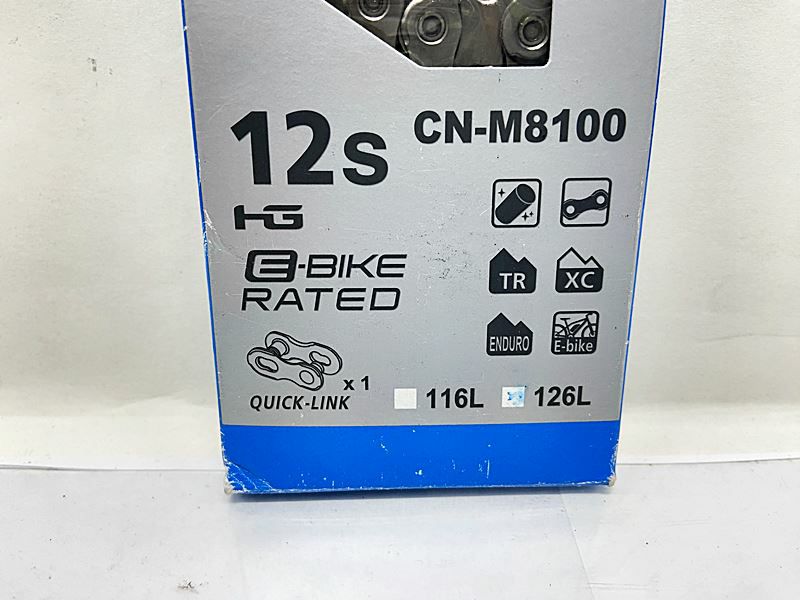 12s
CN-M8100
HG
E-BIKE
RATED
TR
XC
ENDURO
E-bike
x 1
QUICK-LINK
116L
126L